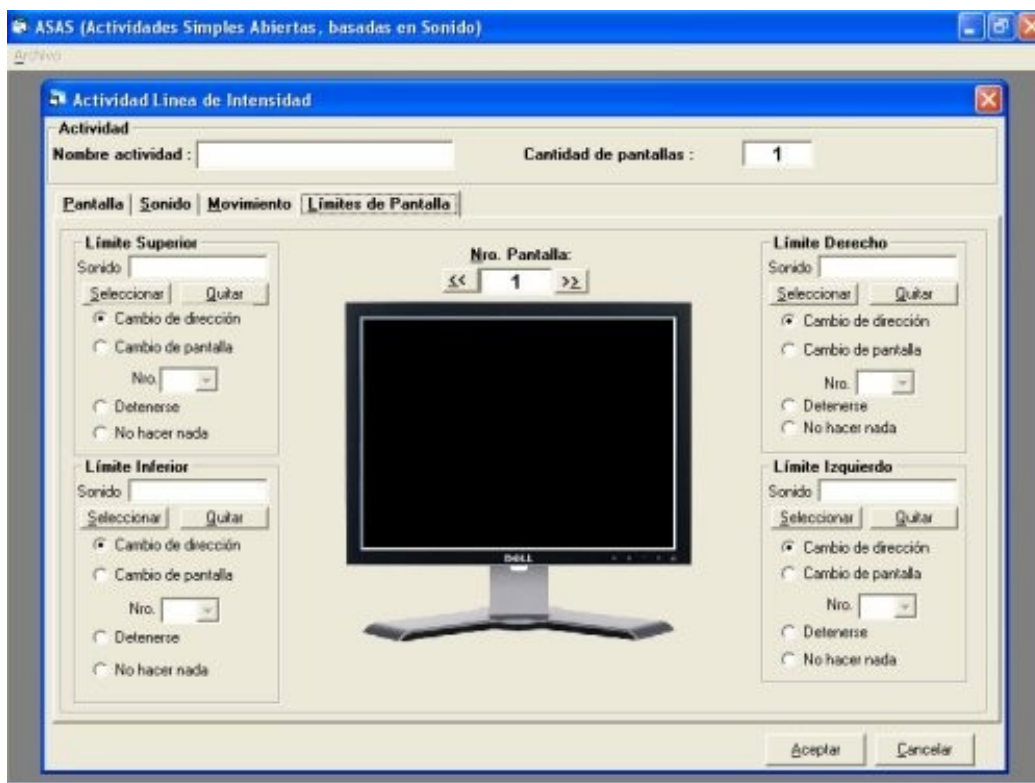 ASAS (Actividades Simples Abiertas, basadas en Sonido)
Archivo
Actividad Linea de Intensidad
Actividad
Nombre actividad :
Cantidad de pantallas :
1
Pantalla
Sonido
Movimiento
Límites de Pantalla
Límite Superior
Sonido
Seleccionar
Quitar
Cambio de dirección
Cambio de pantalla
Nro.
Detenerse
No hacer nada
Límite Inferior
Sonido
Seleccionar
Quitar
Cambio de dirección
Cambio de pantalla
Nro.
Detenerse
No hacer nada
Nro. Pantalla:
<<
1
>>
DELL
Límite Derecho
Sonido
Seleccionar
Quitar
Cambio de dirección
Cambio de pantalla
Nro.
Detenerse
No hacer nada
Límite Izquierdo
Sonido
Seleccionar
Quitar
Cambio de dirección
Cambio de pantalla
Nro.
Detenerse
No hacer nada
Aceptar
Cancelar